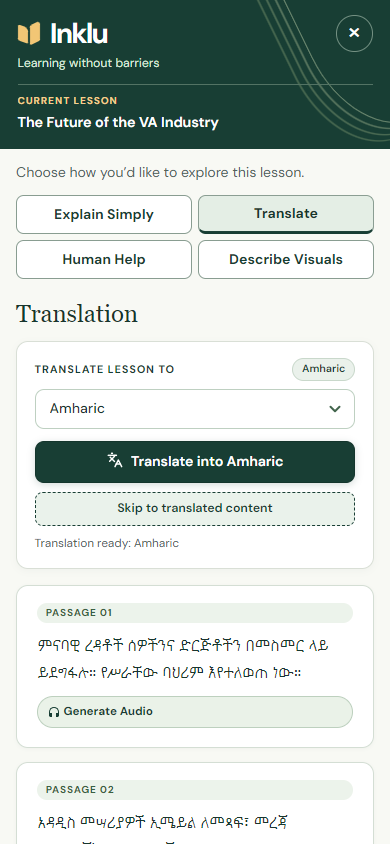 Inklu
Learning without barriers
CURRENT LESSON
The Future of the VA Industry
Choose how you’d like to explore this lesson.
Explain Simply
Translate
Human Help
Describe Visuals
Translation
TRANSLATE LESSON TO
Amharic
Amharic
Translate into Amharic
Skip to translated content
Translation ready: Amharic
PASSAGE 01
ምናባዊ ረዳቶች ሰዎችንና ድርጅቶችን በመስመር ላይ
ይደግፋሉ። የሥራቸው ባህሪም እየተለወጠ ነው።
Generate Audio
PASSAGE 02
አዳዲስ መሣሪያዎች ኢሜይል ለመጻፍ፣ መረጃ